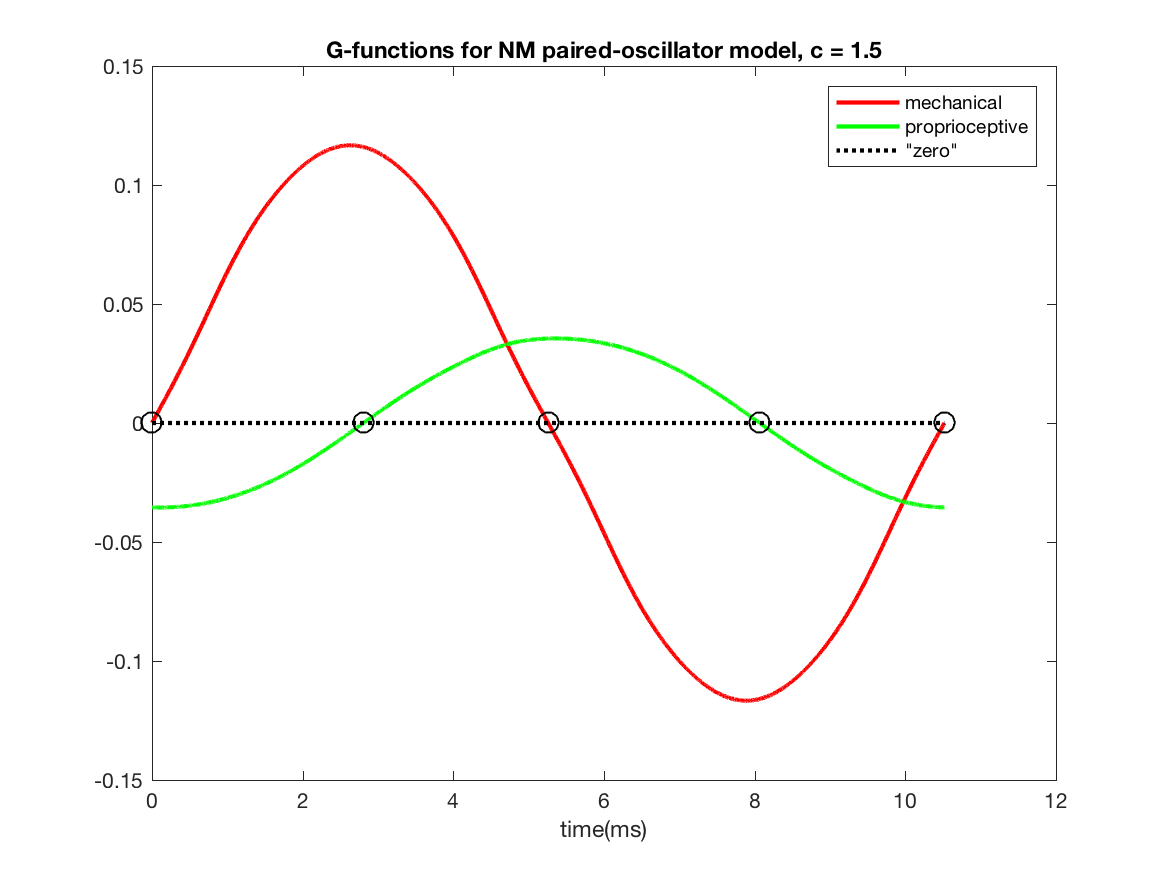 G-functions for NM paired-oscillator model, c = 1.5
0.15
0.1
0.05
0
-0.05
-0.1
-0.15
mechanical
proprioceptive
"zero"
0 2 4 6 8 10 12
time(ms)